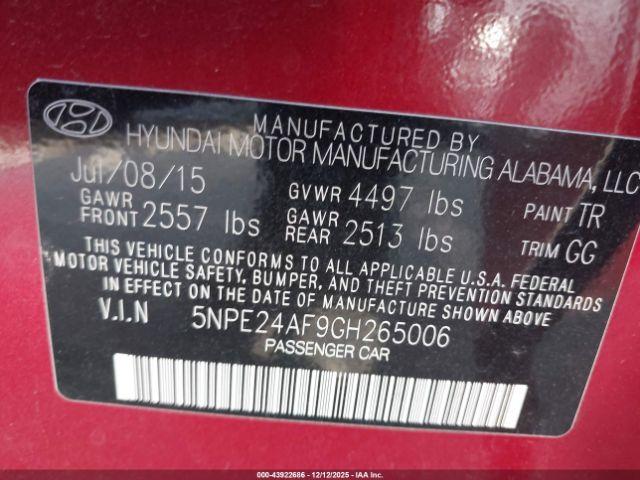 MANUFACTURED BY
HYUNDAI MOTOR MANUFACTURING ALABAMA, LLC
Jul/08/15 GVWR 4497 lbs PAINT TR
GAWR FRONT 2557 lbs GAWR REAR 2513 lbs TRIM GG
THIS VEHICLE CONFORMS TO ALL APPLICABLE U.S.A. FEDERAL
MOTOR VEHICLE SAFETY, BUMPER, AND THEFT PREVENTION STANDARDS
IN EFFECT ON THE DATE OF MANUFACTURE SHOWN ABOVE.
V.I.N 5NPE24AF9GH265006
PASSENGER CAR
000-43922686 - 12/12/2025 - IAA Inc.